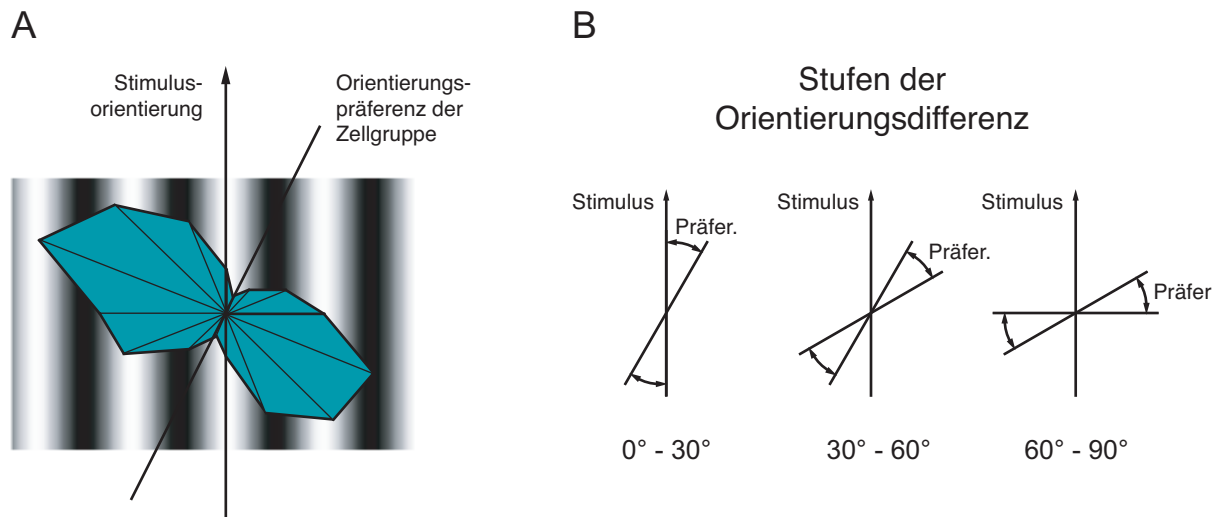 A
Stimulus-
orientierung
Orientierungs-
präferenz der
Zellgruppe
B
Stufen der
Orientierungsdifferenz
Stimulus
Präfer.
0° - 30°
Stimulus
Präfer.
30° - 60°
Stimulus
Präfer
60° - 90°